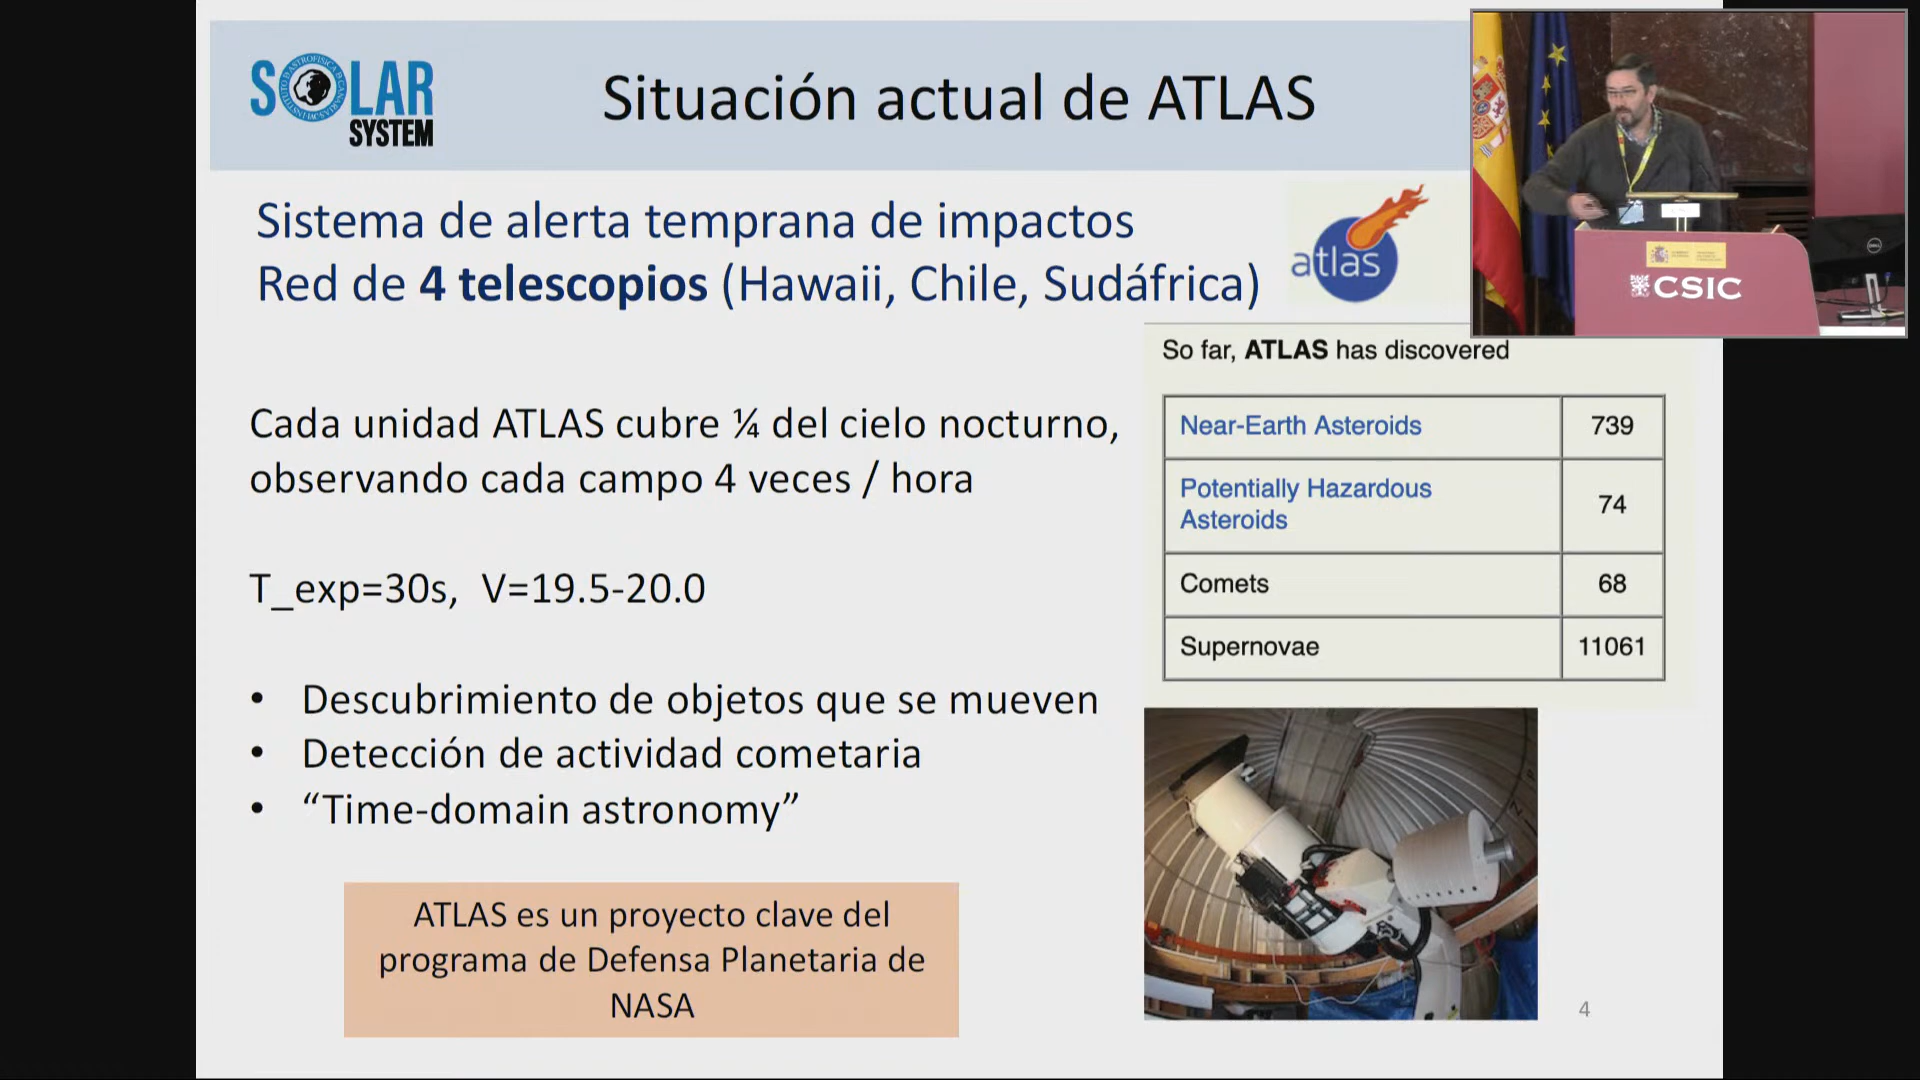 SOLAR
SYSTEM
Situación actual de ATLAS
Sistema de alerta temprana de impactos
Red de 4 telescopios (Hawaii, Chile, Sudáfrica)
atlas
CSIC
So far, ATLAS has discovered
Near-Earth Asteroids 739
Potentially Hazardous
Asteroids 74
Comets 68
Supernovae 11061
Cada unidad ATLAS cubre ¼ del cielo nocturno,
observando cada campo 4 veces / hora
T_exp=30s, V=19.5-20.0
• Descubrimiento de objetos que se mueven
• Detección de actividad cometaria
• “Time-domain astronomy”
ATLAS es un proyecto clave del
programa de Defensa Planetaria de
NASA
4